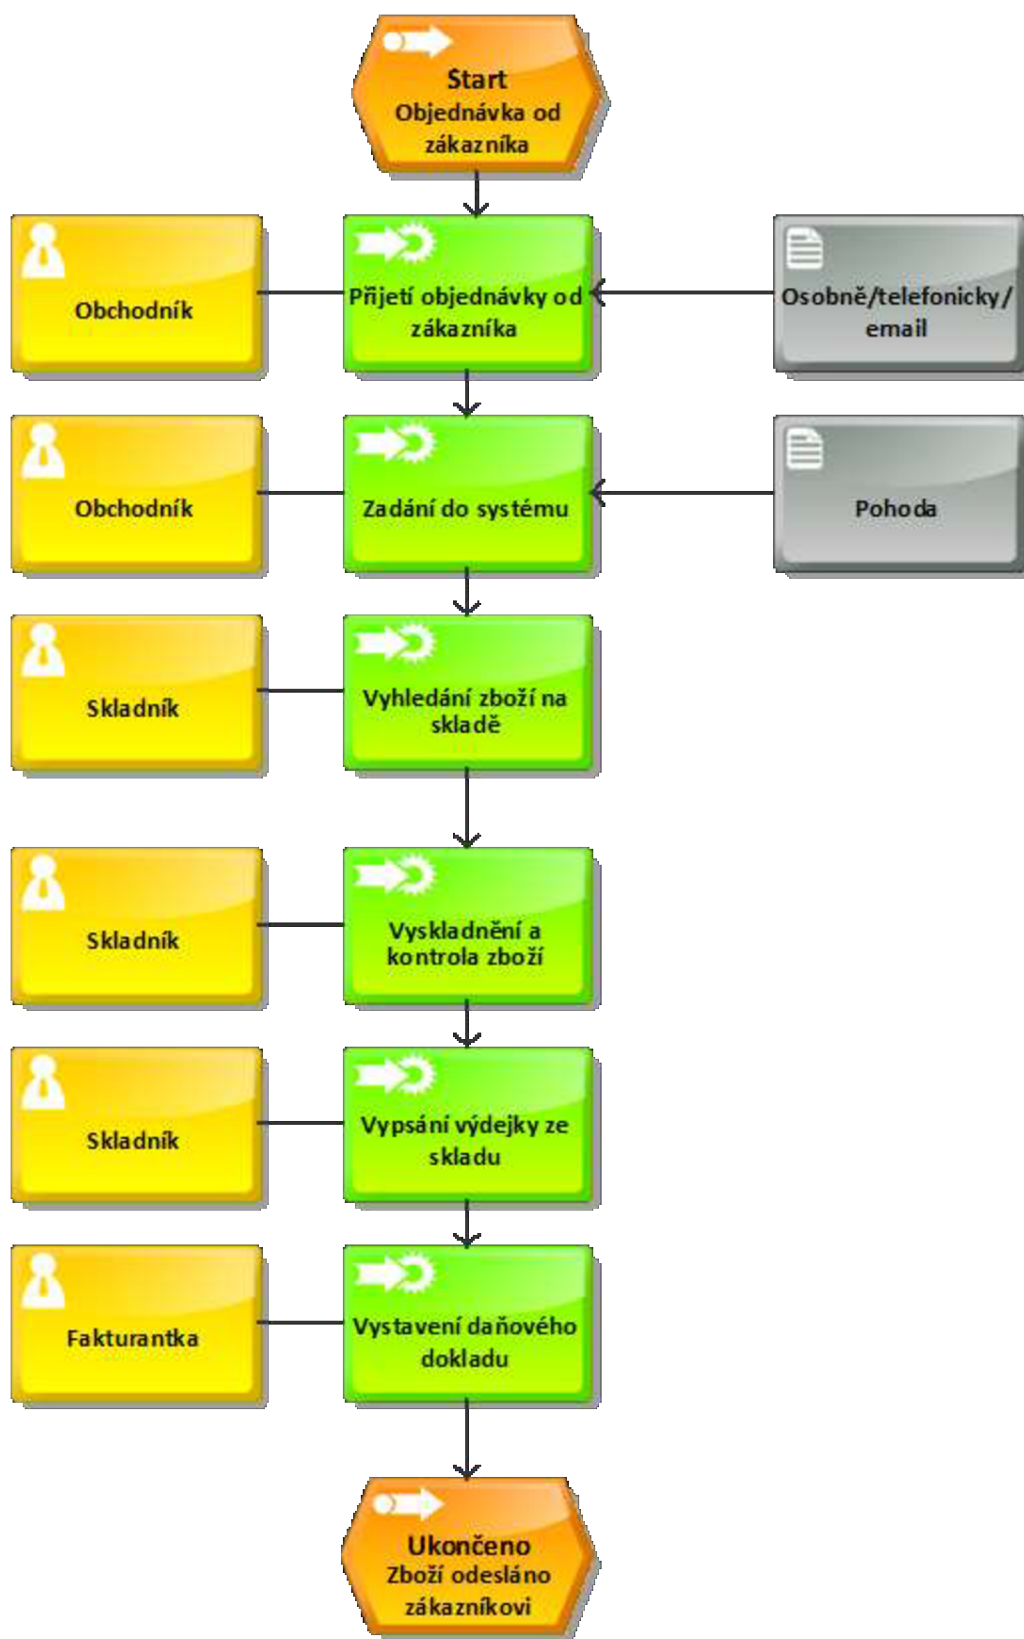 Start
Objednávka od
zákazníka
Obchodník
Přijetí objednávky od
zákazníka
Osobně/telefonicky/
email
Obchodník
Zadání do systému
Pohoda
Skladník
Vyhledání zboží na
skladě
Skladník
Vyskladnění a
kontrola zboží
Skladník
Vypsání výdejky ze
skladu
Fakturantka
Vystavení daňového
dokladu
Ukončeno
Zboží odesláno
zákazníkovi